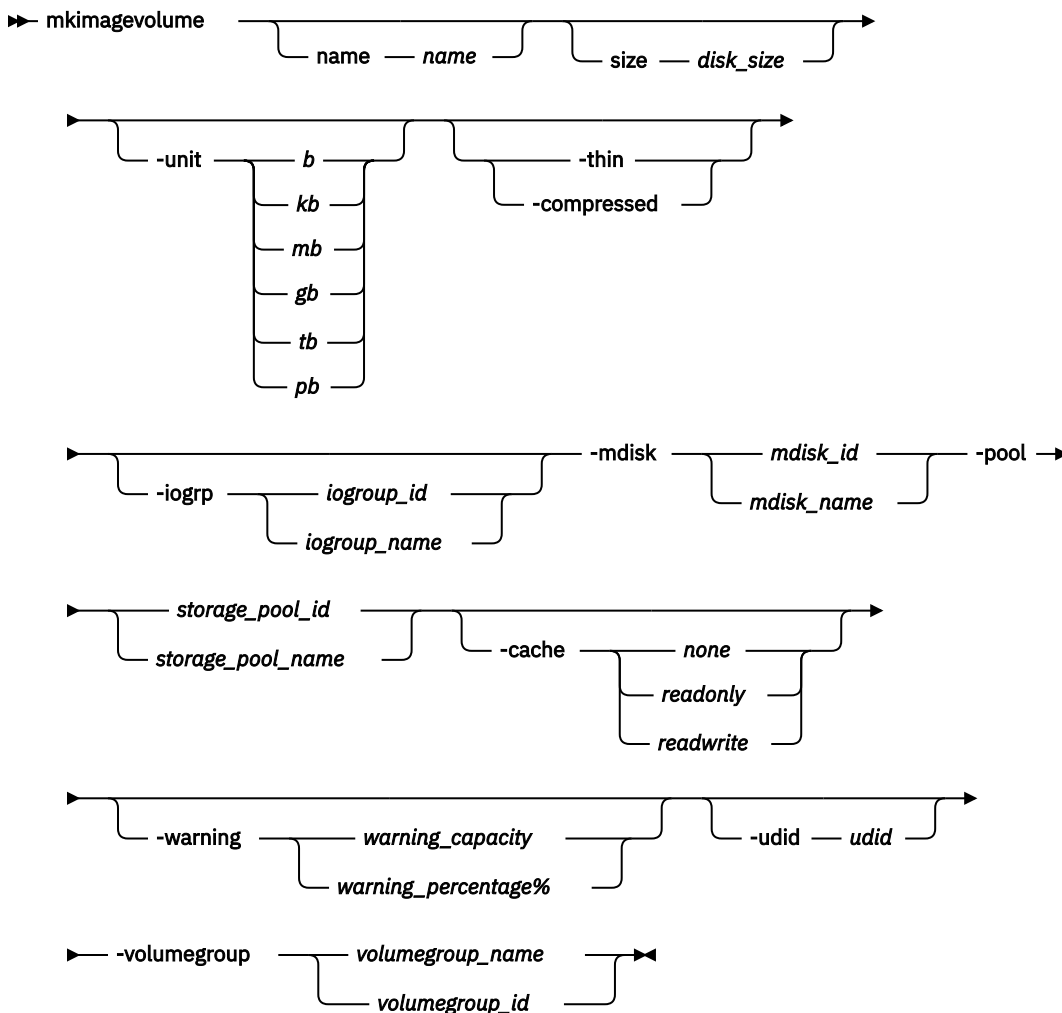 mkimagevolume
name name size disk_size
-unit b -thin
kb -compressed
mb
gb
tb
pb
-iogrp iogroup_id -mdisk mdisk_id -pool
iogroup_name mdisk_name
storage_pool_id -cache none
storage_pool_name readonly
readwrite
-warning warning_capacity -udid udid
warning_percentage%
-volumegroup volumegroup_name
volumegroup_id